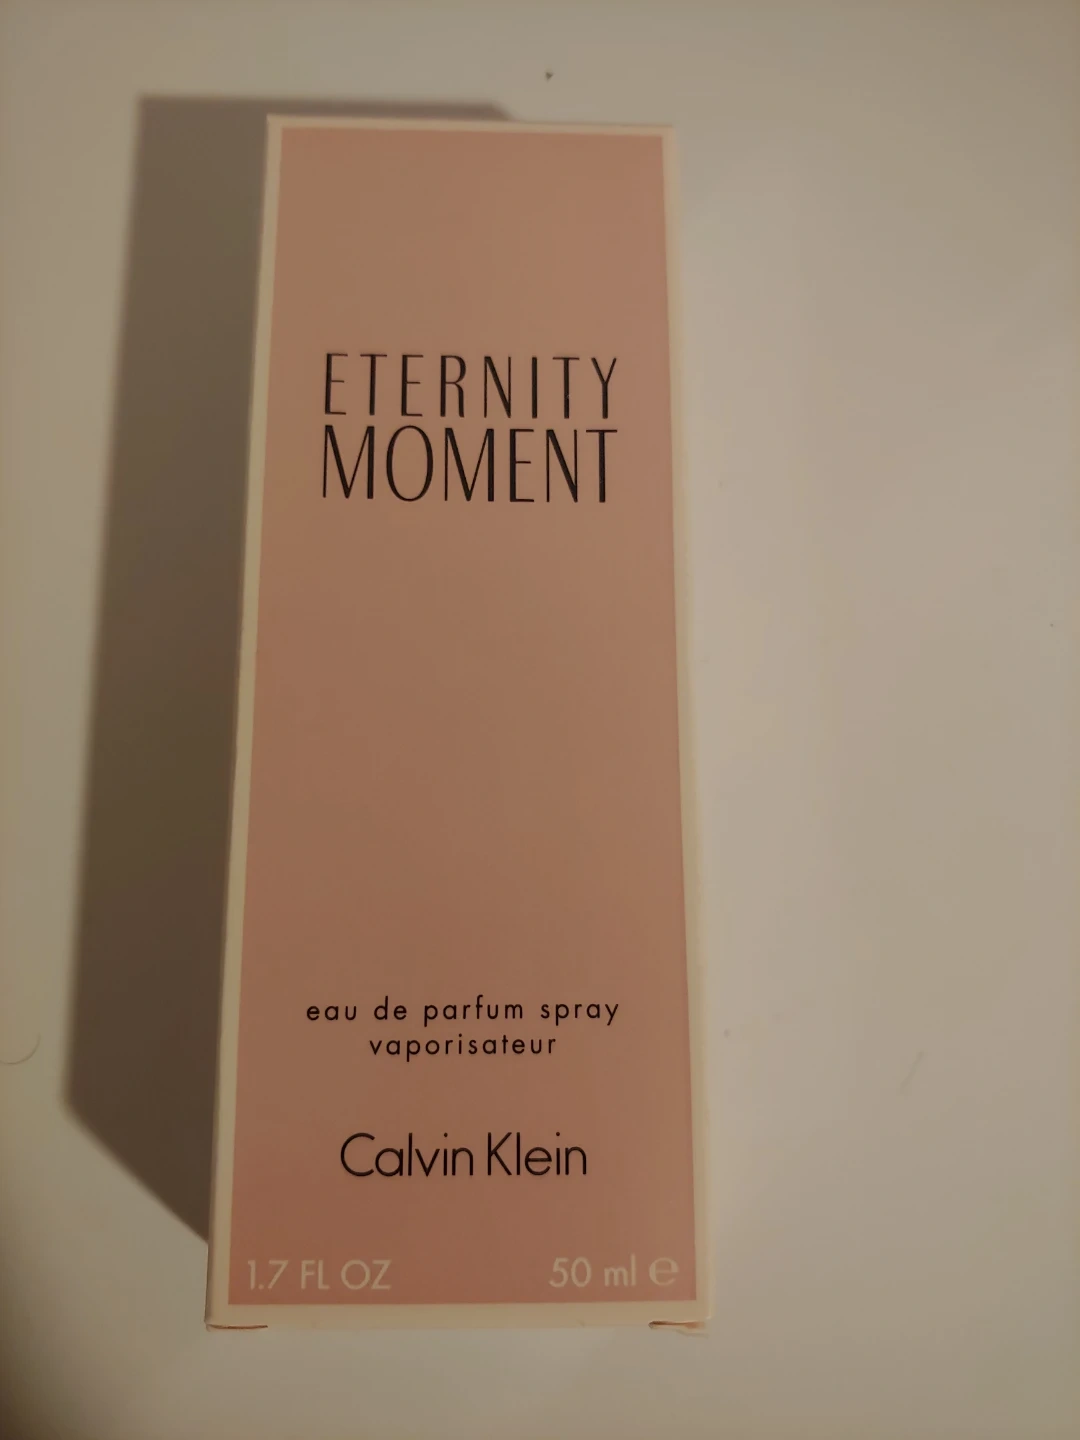 ETERNITY
MOMENT
eau de parfum spray
vaporisateur
Calvin Klein
1.7 FL OZ 50 ml ℮